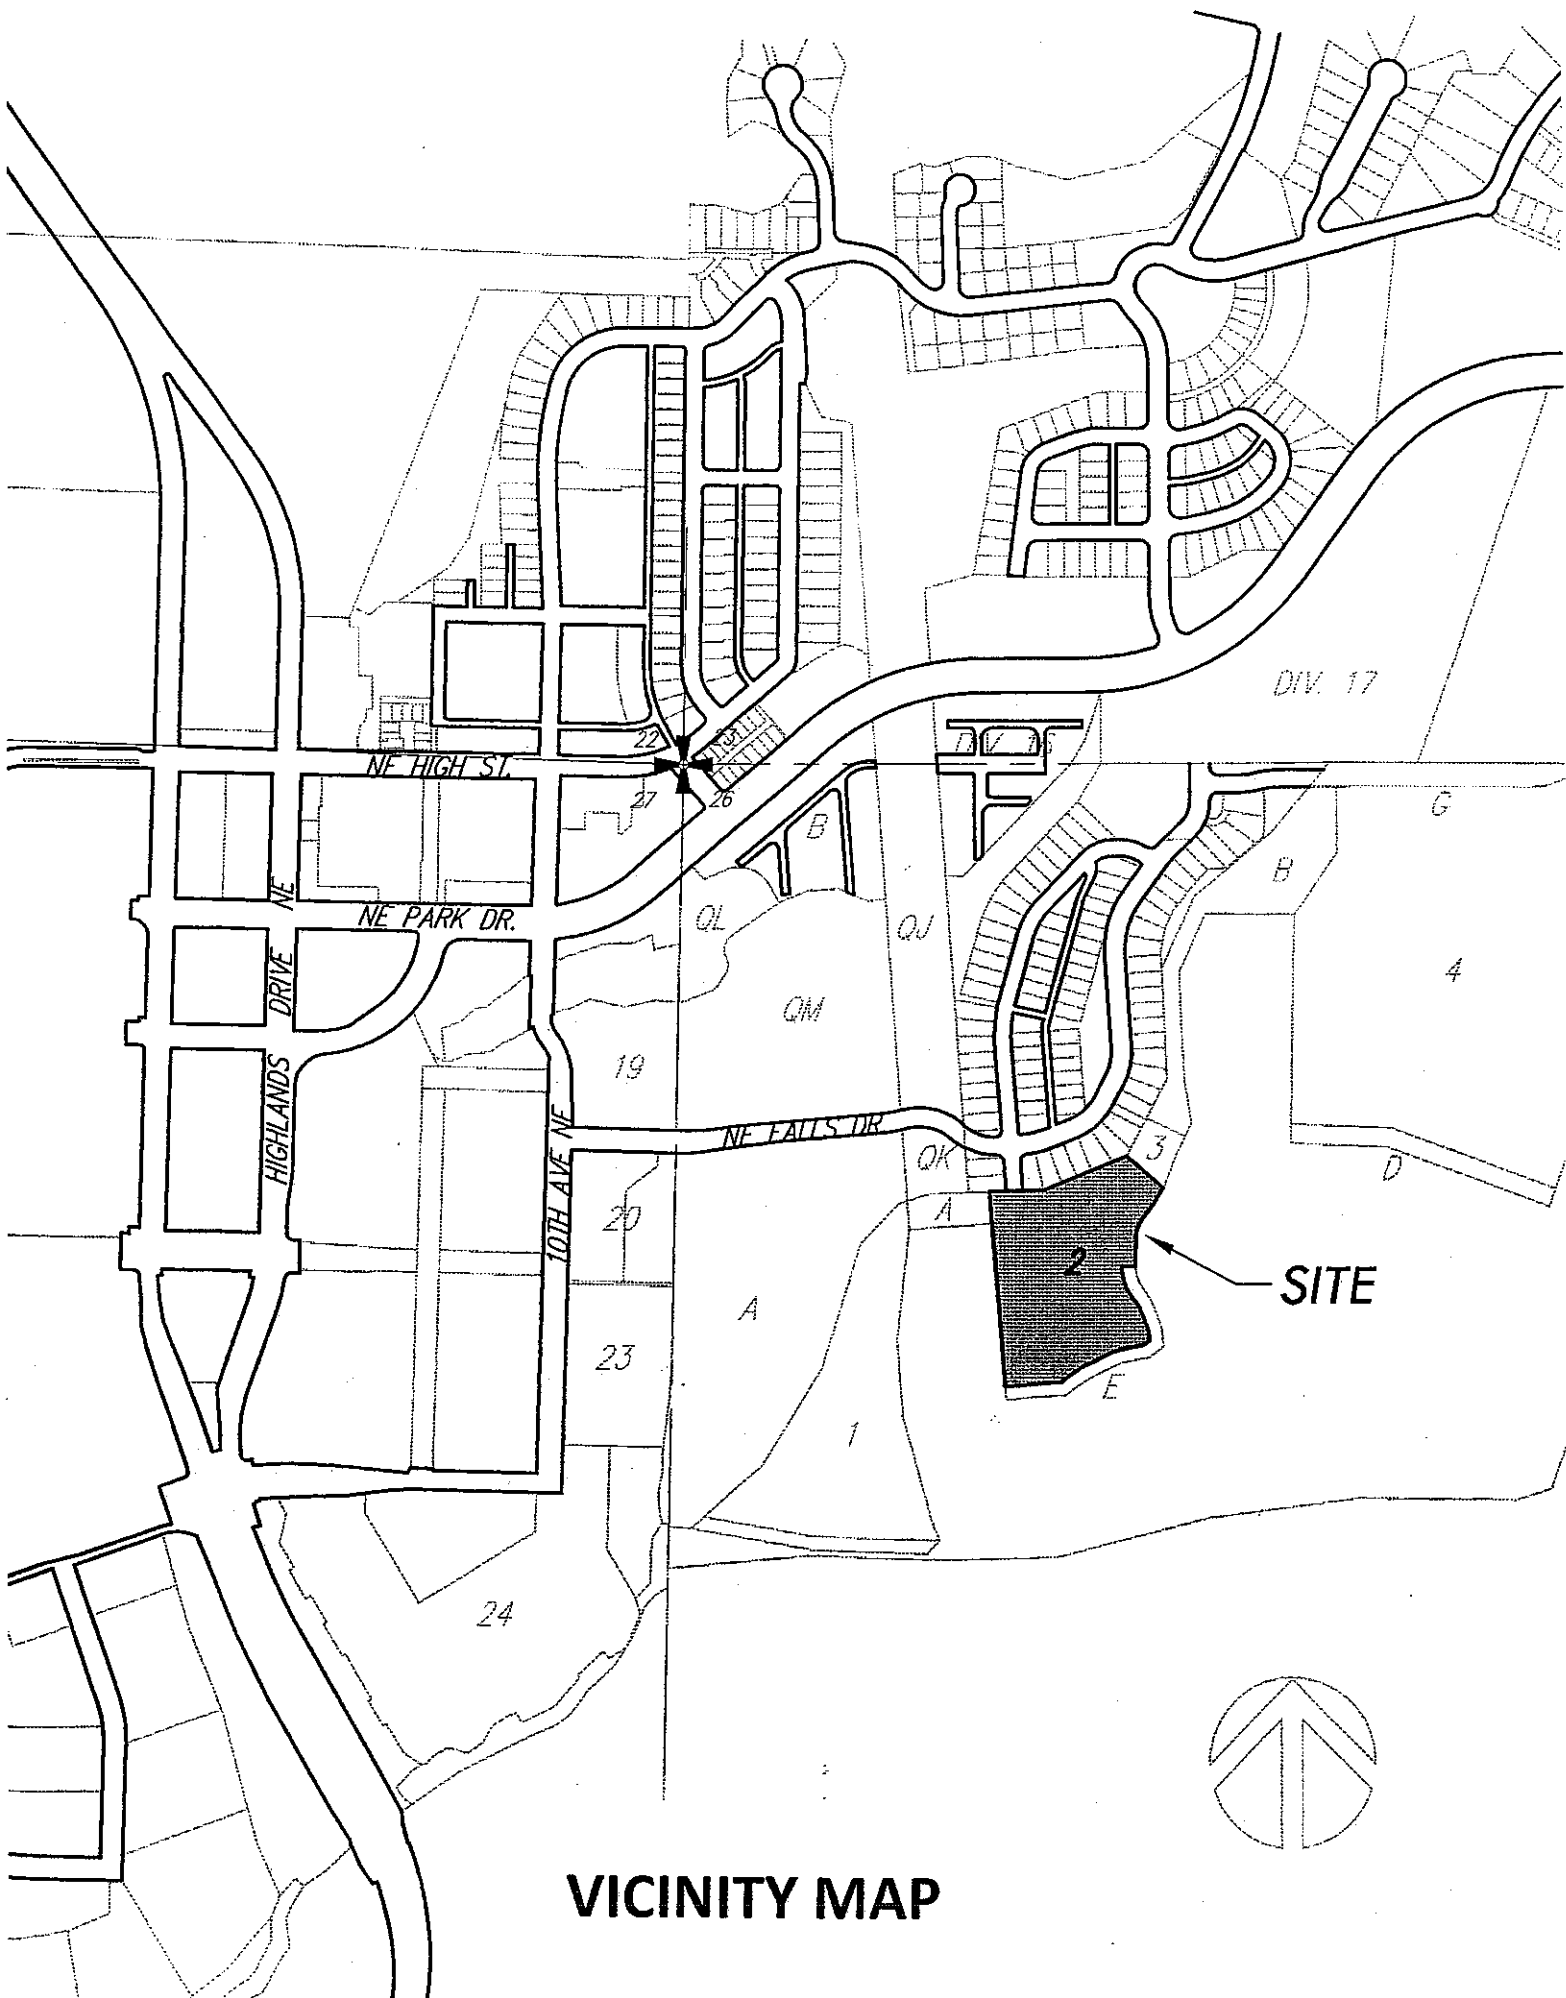 DIV. 17
22
23
NE HIGH ST.
27
26
G
B
B
NE PARK DR.
QL
QJ
HIGHLANDS DRIVE NE
4
QM
19
NE FALLS DR
10TH AVE NE
QK
3
D
A
20
2
SITE
A
23
E
1
24
VICINITY MAP